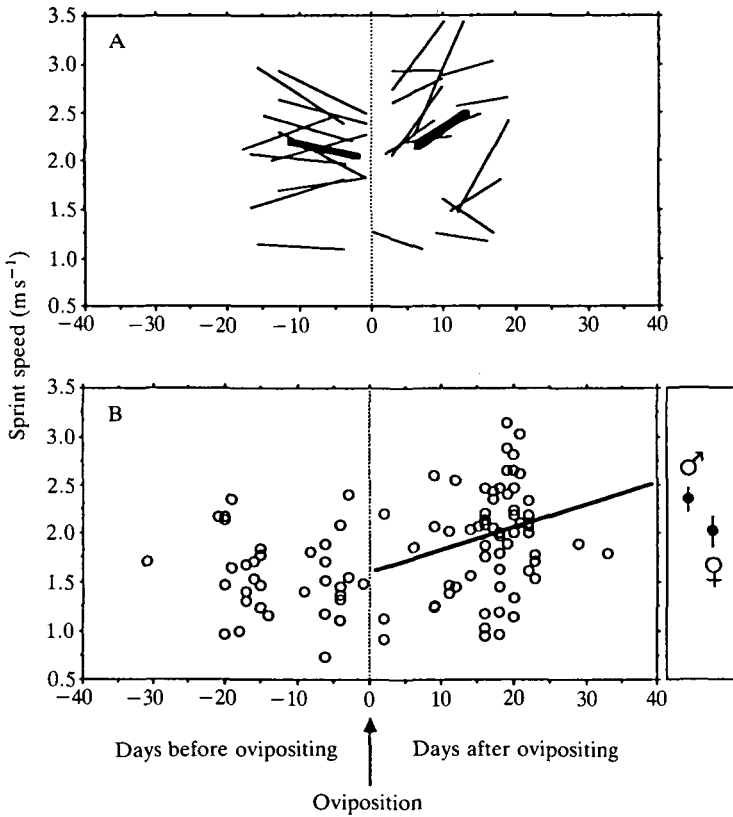 A
3.5
3.0
2.5
2.0
1.5
1.0
0.5
−40 −30 −20 −10 0 10 20 30 40
Sprint speed (m s⁻¹)
B
3.5
3.0
2.5
2.0
1.5
1.0
0.5
−40 −30 −20 −10 0 10 20 30 40
♂
♀
Days before ovipositing
Days after ovipositing
Oviposition